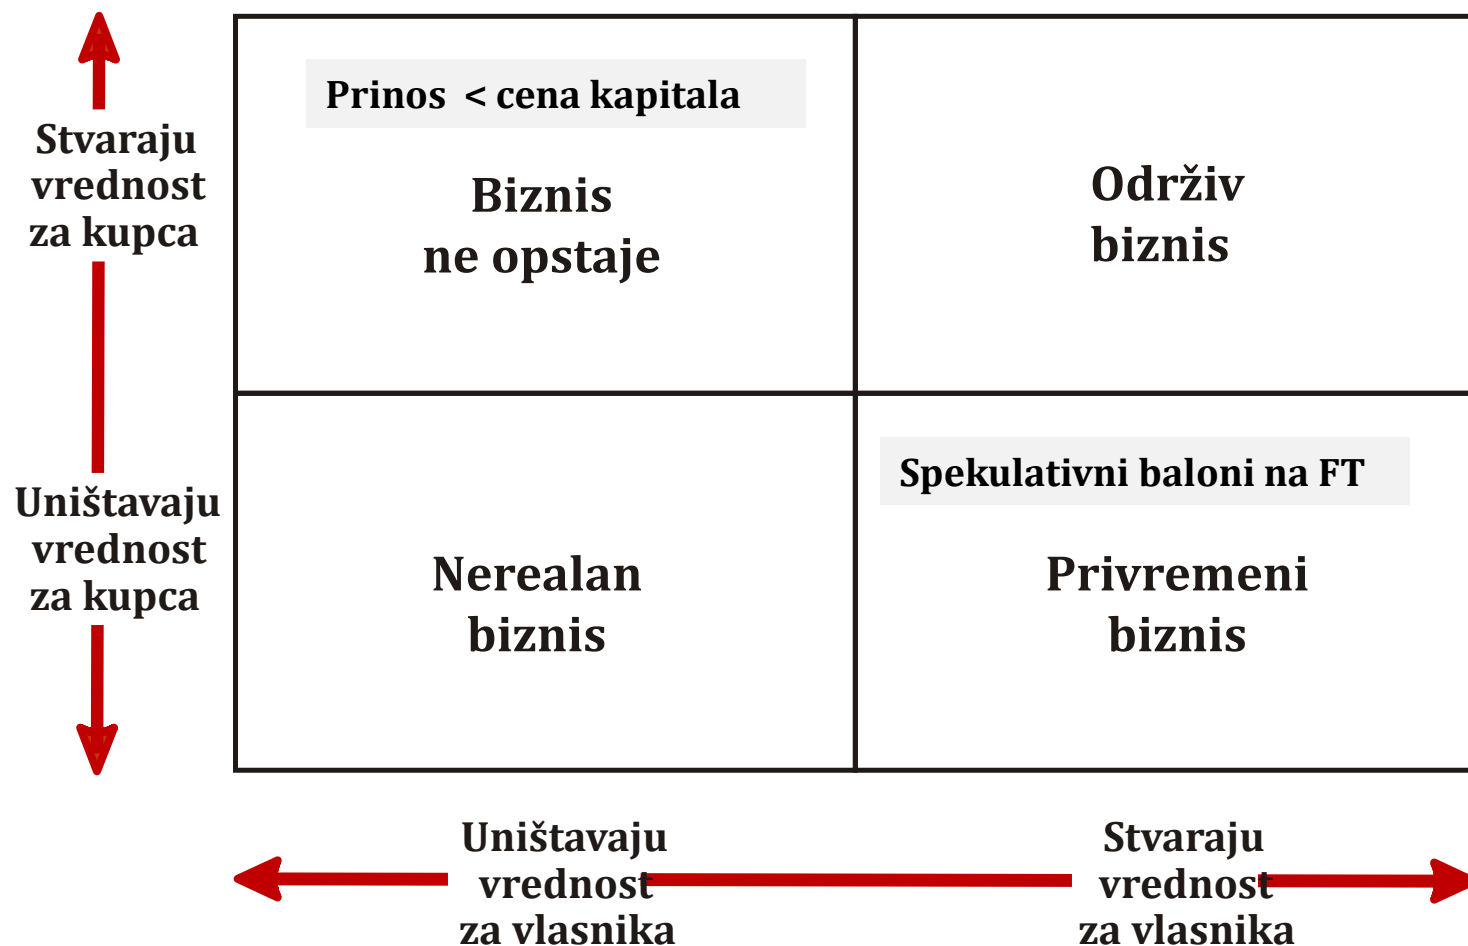 Stvaraju
vrednost
za kupca
Prinos < cena kapitala
Biznis
ne opstaje
Održiv
biznis
Uništavaju
vrednost
za kupca
Nerealan
biznis
Spekulativni baloni na FT
Privremeni
biznis
Uništavaju
vrednost
za vlasnika
Stvaraju
vrednost
za vlasnika